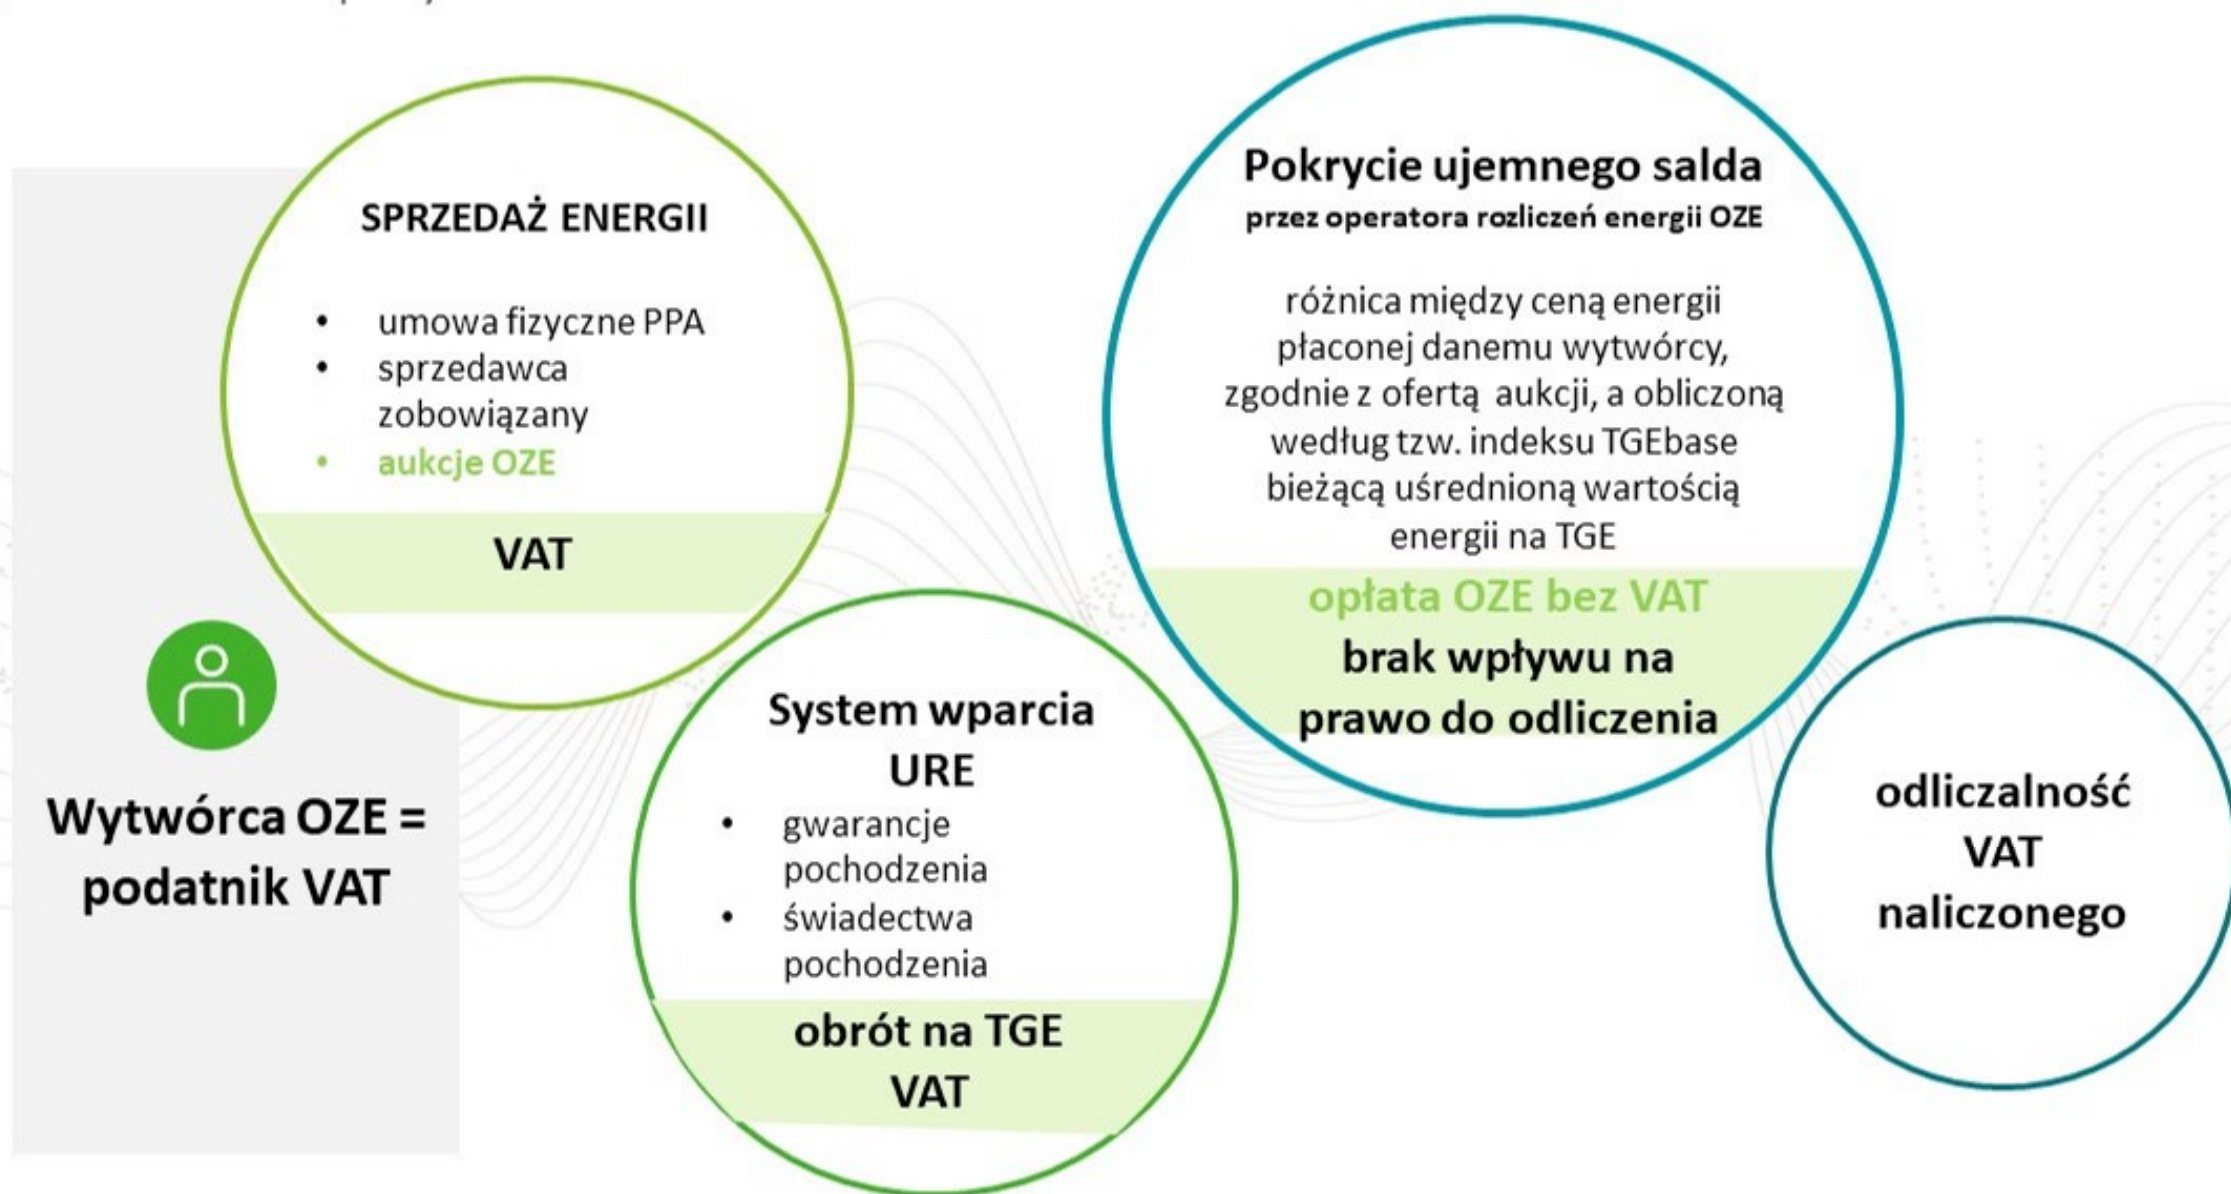 SPRZEDAŻ ENERGII
• umowa fizyczne PPA
• sprzedawca
zobowiązany
• aukcje OZE
VAT
Wytwórca OZE =
podatnik VAT
System wparcia
URE
• gwarancje
pochodzenia
• świadectwa
pochodzenia
obrót na TGE
VAT
Pokrycie ujemnego salda
przez operatora rozliczeń energii OZE
różnica między ceną energii
płaconej danemu wytwórcy,
zgodnie z ofertą aukcji, a obliczoną
według tzw. indeksu TGEbase
bieżącą uśrednioną wartością
energii na TGE
opłata OZE bez VAT
brak wpływu na
prawo do odliczenia
odliczalność
VAT
naliczonego